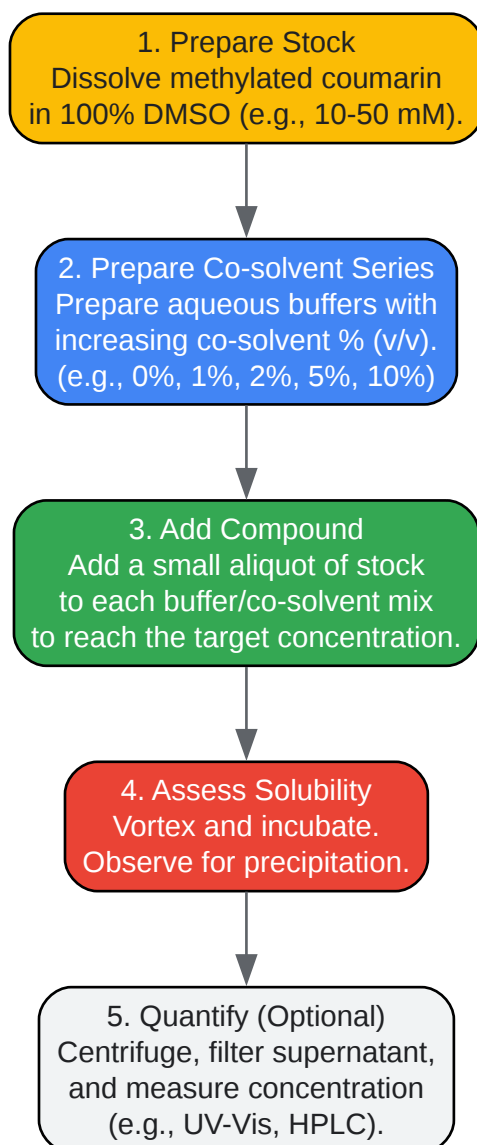 1. Prepare Stock
Dissolve methylated coumarin
in 100% DMSO (e.g., 10-50 mM).
2. Prepare Co-solvent Series
Prepare aqueous buffers with
increasing co-solvent % (v/v).
(e.g., 0%, 1%, 2%, 5%, 10%)
3. Add Compound
Add a small aliquot of stock
to each buffer/co-solvent mix
to reach the target concentration.
4. Assess Solubility
Vortex and incubate.
Observe for precipitation.
5. Quantify (Optional)
Centrifuge, filter supernatant,
and measure concentration
(e.g., UV-Vis, HPLC).